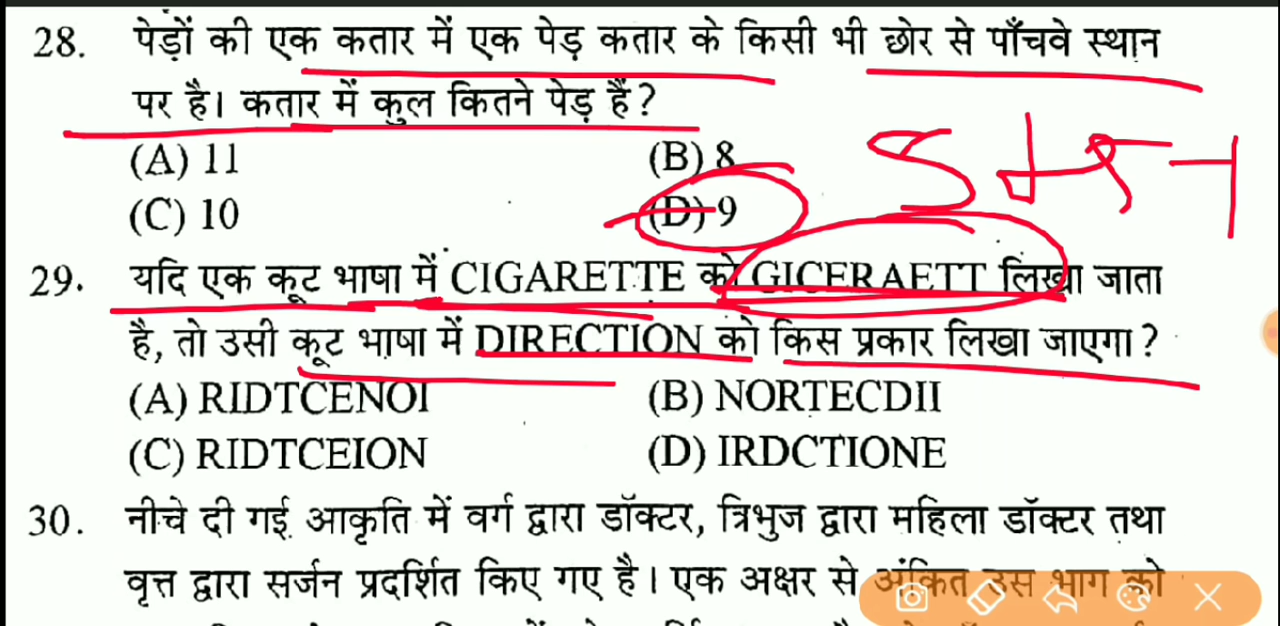 28. पेड़ों की एक कतार में एक पेड़ कतार के किसी भी छोर से पाँचवे स्थान
पर है। कतार में कुल कितने पेड़ हैं?
(A) 11 (B) 8
(C) 10 (D) 9
5+5-1
29. यदि एक कूट भाषा में CIGARETTE को GICERAETT लिखा जाता
है, तो उसी कूट भाषा में DIRECTION को किस प्रकार लिखा जाएगा?
(A) RIDTCENOI (B) NORTECDII
(C) RIDTCEION (D) IRDCTIONE
30. नीचे दी गई आकृति में वर्ग द्वारा डॉक्टर, त्रिभुज द्वारा महिला डॉक्टर तथा
वृत्त द्वारा सर्जन प्रदर्शित किए गए है। एक अक्षर से अंकित उस भाग को